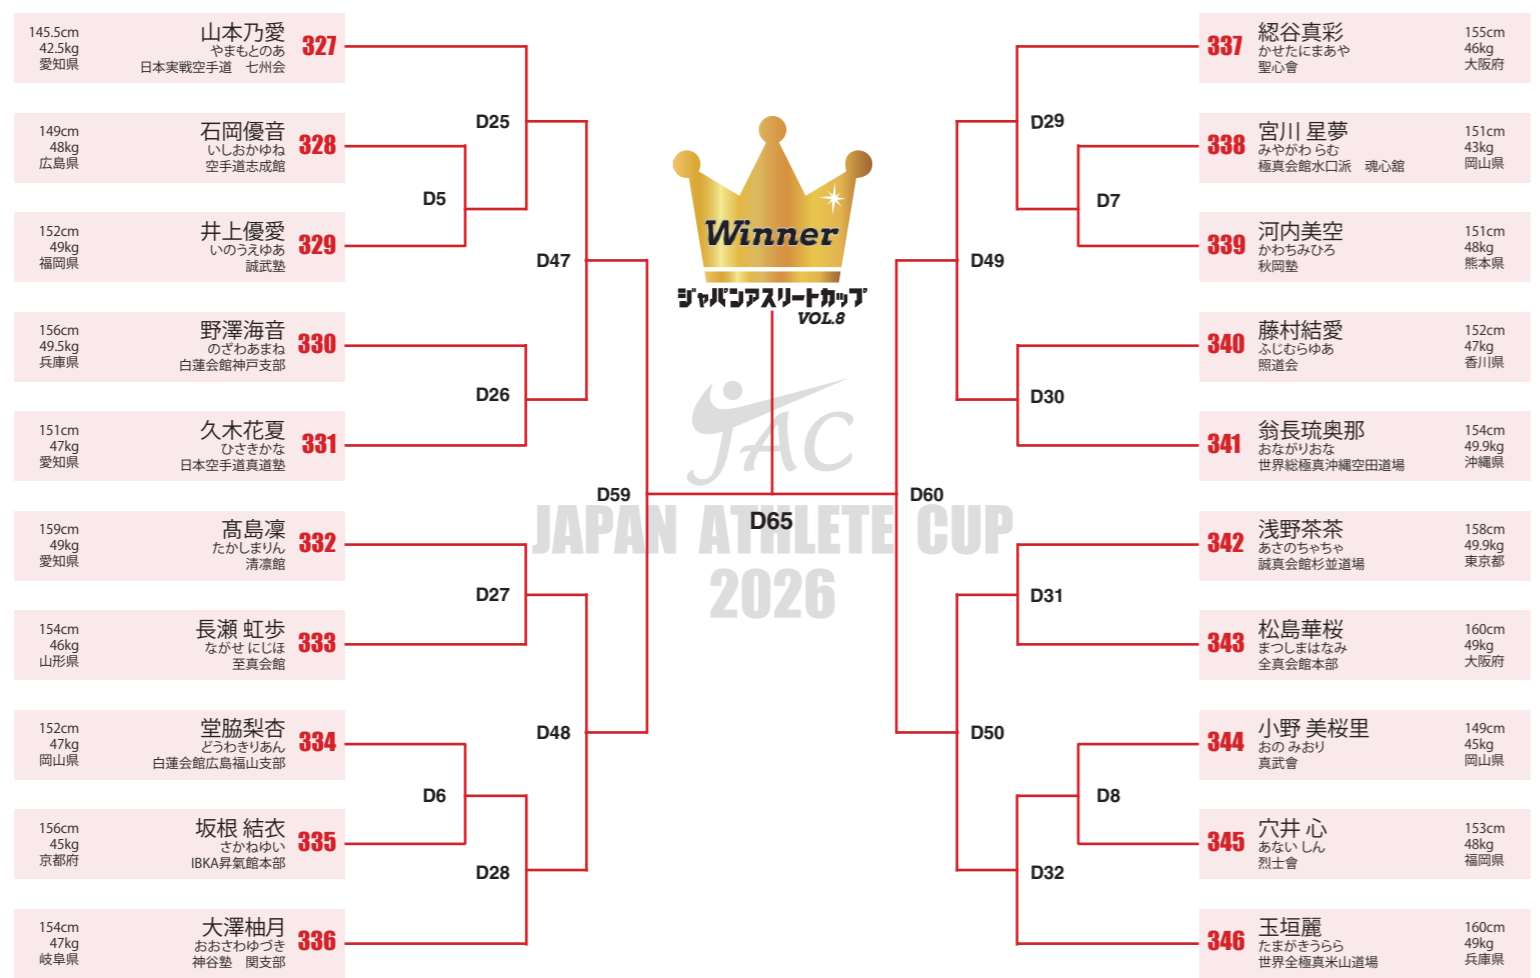 145.5cm
42.5kg
愛知県
山本乃愛
やまもとのあ
日本実戦空手道　七州会
327
149cm
48kg
広島県
石岡優音
いしおかゆね
空手道志成館
328
152cm
49kg
福岡県
井上優愛
いのうえゆあ
誠武塾
329
156cm
49.5kg
兵庫県
野澤海音
のざわあまね
白蓮会館神戸支部
330
151cm
47kg
愛知県
久木花夏
ひさきかな
日本空手道真道塾
331
159cm
49kg
愛知県
髙島凜
たかしまりん
清凛館
332
154cm
46kg
山形県
長瀬 虹歩
ながせ にじほ
至真会館
333
152cm
47kg
岡山県
堂脇梨杏
どうわきりあん
白蓮会館広島福山支部
334
156cm
45kg
京都府
坂根 結衣
さかねゆい
IBKA昇氣館本部
335
154cm
47kg
岐阜県
大澤柚月
おおさわゆづき
神谷塾　関支部
336
D25
D5
D47
D26
D59
D27
D48
D6
D28
Winner
ジャパンアスリートカップ
VOL.8
JAC
D65
JAPAN ATHLETE CUP
2026
D29
D7
D49
D30
D60
D31
D50
D8
D32
337
綛谷真彩
かせたにまあや
聖心會
155cm
46kg
大阪府
338
宮川 星夢
みやがわ らむ
極真会館水口派　魂心舘
151cm
43kg
岡山県
339
河内美空
かわちみひろ
秋岡塾
151cm
48kg
熊本県
340
藤村結愛
ふじむらゆあ
照道会
152cm
47kg
香川県
341
翁長琉奥那
おながりおな
世界総極真沖縄空田道場
154cm
49.9kg
沖縄県
342
浅野茶茶
あさのちゃちゃ
誠真会館杉並道場
158cm
49.9kg
東京都
343
松島華桜
まつしまはなみ
全真会館本部
160cm
49kg
大阪府
344
小野 美桜里
おの みおり
真武會
149cm
45kg
岡山県
345
穴井 心
あない しん
烈士會
153cm
48kg
福岡県
346
玉垣麗
たまがきうらら
世界全極真米山道場
160cm
49kg
兵庫県